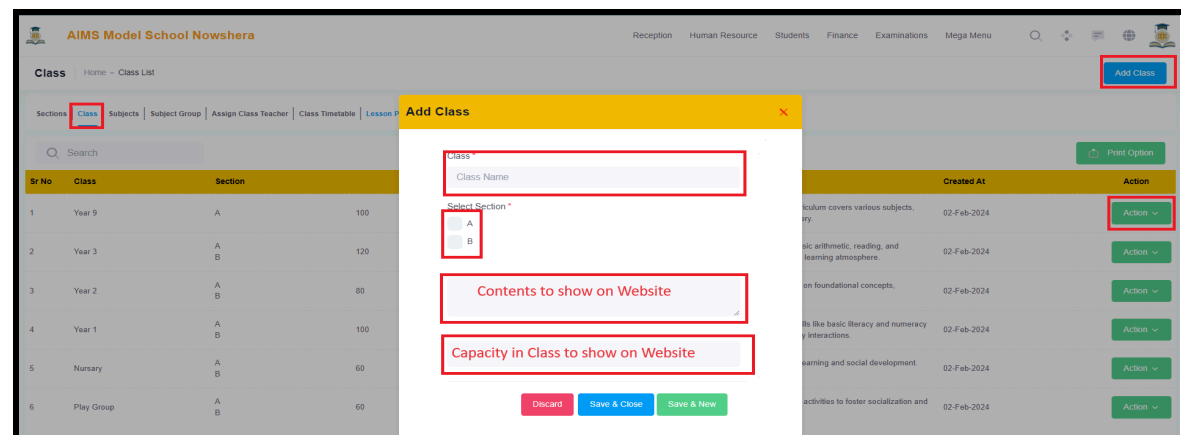 AIMS Model School Nowshera
Reception Human Resource Students Finance Examinations Mega Menu
Class Home - Class List
Add Class
Sections Class Subjects Subject Group Assign Class Teacher Class Timetable Lesson P
Add Class
Search
Print Option
Class *
Class Name
Select Section *
A
B
Contents to show on Website
Capacity in Class to show on Website
Discard Save & Close Save & New
Sr No Class Section Created At Action
1 Year 9 A 100 riculum covers various subjects, 02-Feb-2024 Action
ory.
2 Year 3 A B 120 sic arithmetic, reading, and 02-Feb-2024 Action
learning atmosphere.
3 Year 2 A B 80 on foundational concepts, 02-Feb-2024 Action
4 Year 1 A B 100 lls like basic literacy and numeracy 02-Feb-2024 Action
y interactions.
5 Nursary A B 60 earning and social development. 02-Feb-2024 Action
6 Play Group A B 60 activities to foster socialization and 02-Feb-2024 Action